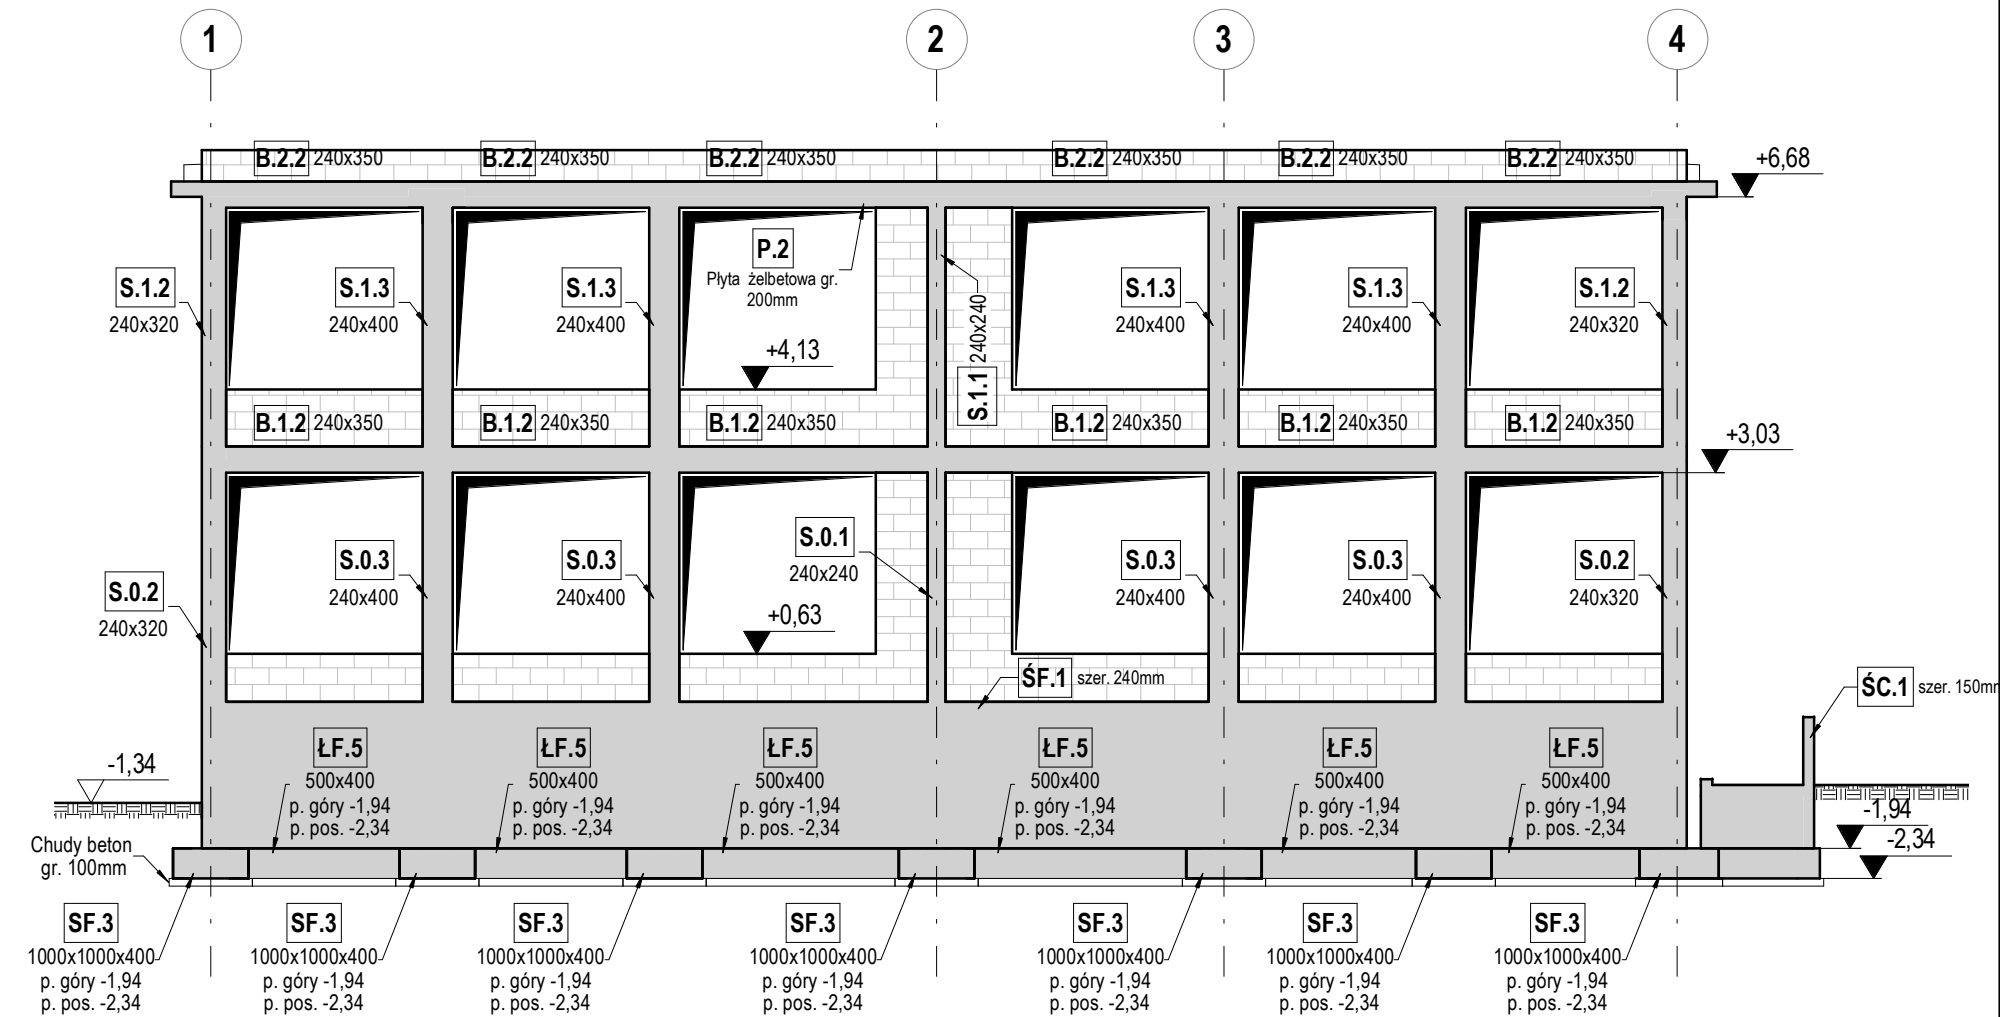 1 2 3 4
B.2.2 240x350 B.2.2 240x350 B.2.2 240x350 B.2.2 240x350 B.2.2 240x350 B.2.2 240x350
+6,68
P.2
Płyta żelbetowa gr.
200mm
S.1.2 S.1.3 S.1.3 S.1.3 S.1.3 S.1.2
240x320 240x400 240x400 240x400 240x400 240x320
S.1.1 240x240
+4,13
B.1.2 240x350 B.1.2 240x350 B.1.2 240x350 B.1.2 240x350 B.1.2 240x350 B.1.2 240x350
+3,03
S.0.1
240x240
S.0.3 S.0.3 S.0.3 S.0.3 S.0.2
240x400 240x400 240x400 240x400 240x320
S.0.2
240x320
+0,63
ŚF.1 szer. 240mm
ŚC.1 szer. 150mm
ŁF.5 ŁF.5 ŁF.5 ŁF.5 ŁF.5 ŁF.5
500x400 500x400 500x400 500x400 500x400 500x400
p. góry -1,94 p. góry -1,94 p. góry -1,94 p. góry -1,94 p. góry -1,94 p. góry -1,94
p. pos. -2,34 p. pos. -2,34 p. pos. -2,34 p. pos. -2,34 p. pos. -2,34 p. pos. -2,34
-1,34
-1,94
-2,34
Chudy beton
gr. 100mm
SF.3 SF.3 SF.3 SF.3 SF.3 SF.3 SF.3
1000x1000x400 1000x1000x400 1000x1000x400 1000x1000x400 1000x1000x400 1000x1000x400 1000x1000x400
p. góry -1,94 p. góry -1,94 p. góry -1,94 p. góry -1,94 p. góry -1,94 p. góry -1,94 p. góry -1,94
p. pos. -2,34 p. pos. -2,34 p. pos. -2,34 p. pos. -2,34 p. pos. -2,34 p. pos. -2,34 p. pos. -2,34